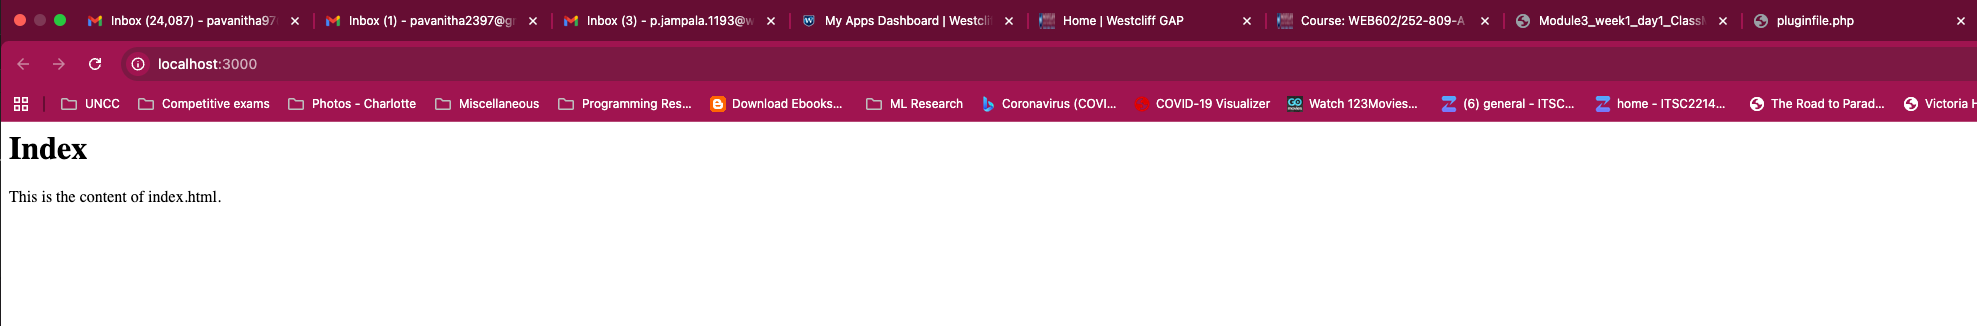 Inbox (24,087) - pavanitha97 Inbox (1) - pavanitha2397@g Inbox (3) - p.jampala.1193@w My Apps Dashboard | Westcli Home | Westcliff GAP Course: WEB602/252-809-A Module3_week1_day1_Class pluginfile.php
localhost:3000
UNCC Competitive exams Photos - Charlotte Miscellaneous Programming Res... Download Ebooks... ML Research Coronavirus (COVI... COVID-19 Visualizer Watch 123Movies... (6) general - ITSC... home - ITSC2214... The Road to Parad... Victoria H
Index
This is the content of index.html.